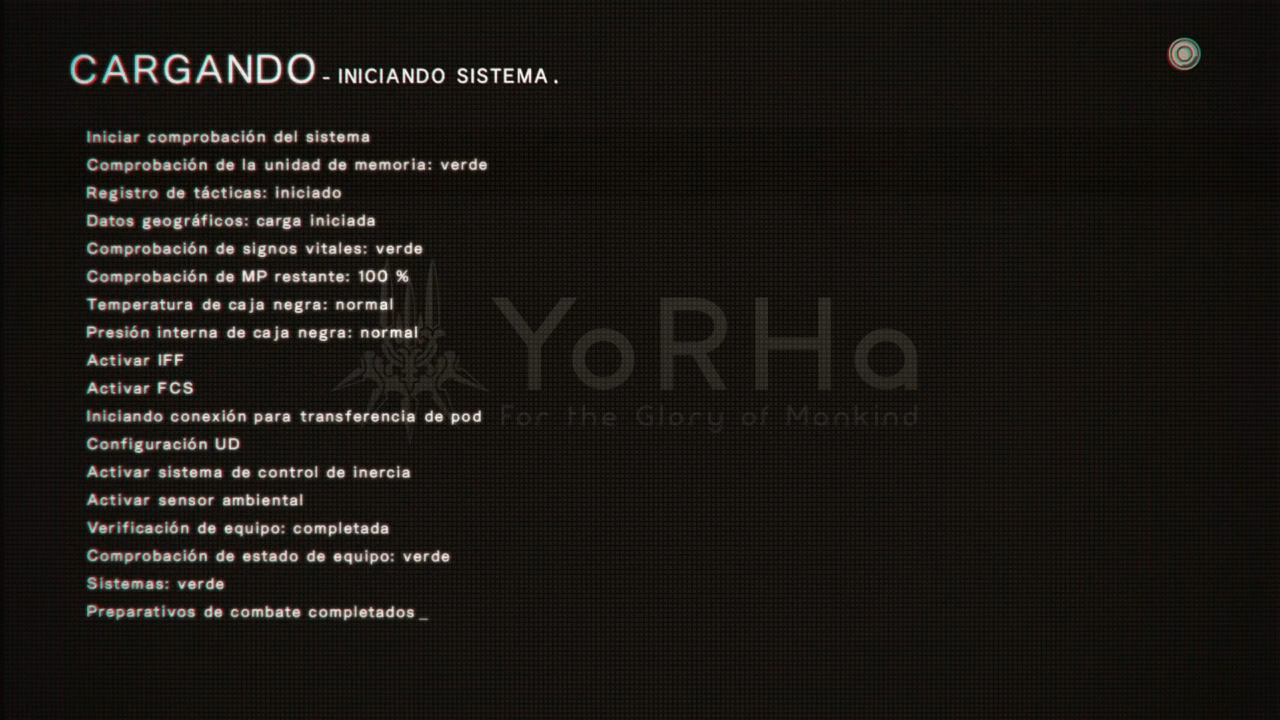 CARGANDO - INICIANDO SISTEMA.
Iniciar comprobación del sistema
Comprobación de la unidad de memoria: verde
Registro de tácticas: iniciado
Datos geográficos: carga iniciada
Comprobación de signos vitales: verde
Comprobación de MP restante: 100 %
Temperatura de caja negra: normal
Presión interna de caja negra: normal
Activar IFF
Activar FCS
Iniciando conexión para transferencia de pod
Configuración UD
Activar sistema de control de inercia
Activar sensor ambiental
Verificación de equipo: completada
Comprobación de estado de equipo: verde
Sistemas: verde
Preparativos de combate completados_
YoRHa
For the Glory of Mankind